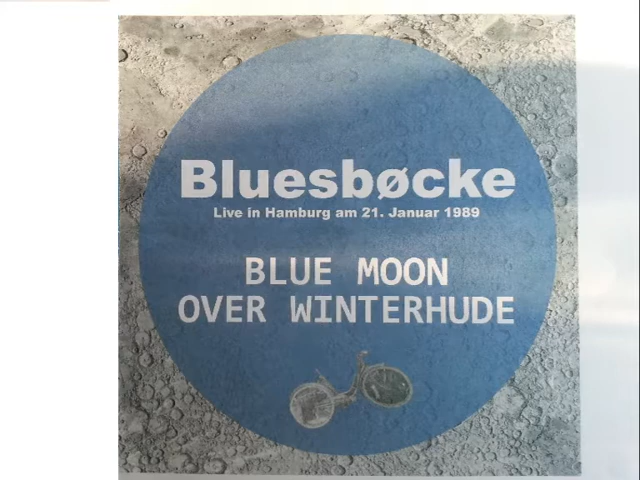 Bluesbøcke
Live in Hamburg am 21. Januar 1989
BLUE MOON
OVER WINTERHUDE